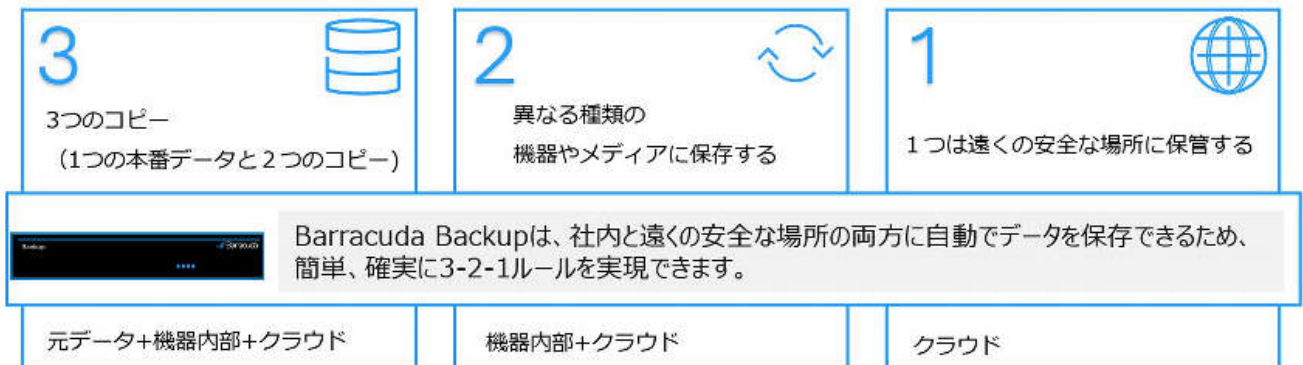 3
3つのコピー
（1つの本番データと２つのコピー)
2
異なる種類の
機器やメディアに保存する
1
１つは遠くの安全な場所に保管する
Backup
Barracuda
Barracuda Backupは、社内と遠くの安全な場所の両方に自動でデータを保存できるため、
簡単、確実に3-2-1ルールを実現できます。
元データ+機器内部+クラウド
機器内部+クラウド
クラウド